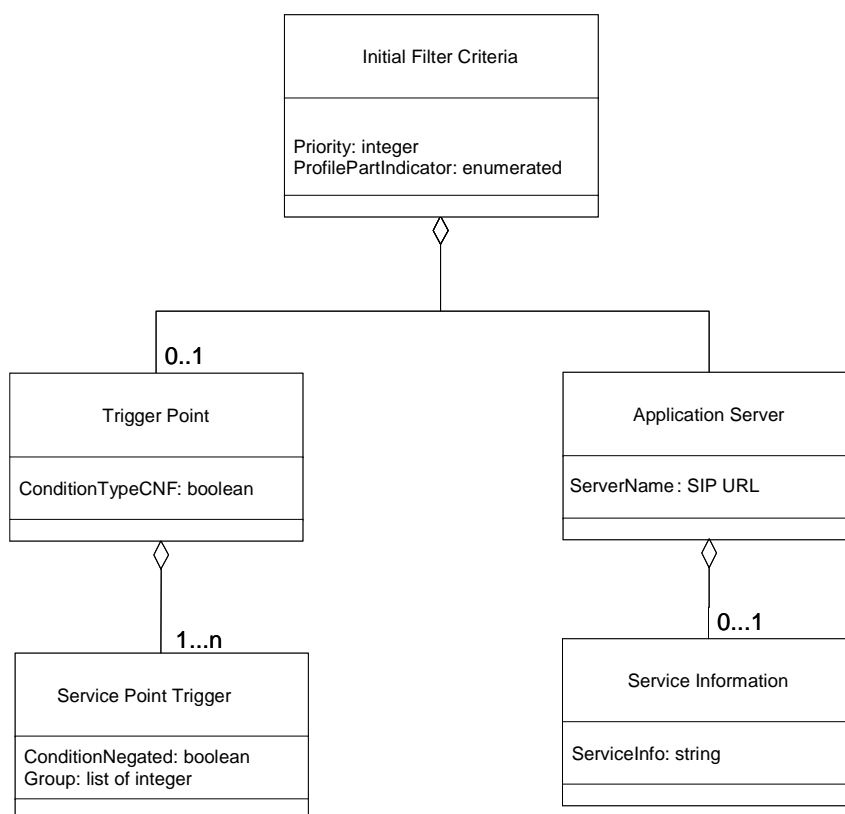 Initial Filter Criteria
Priority: integer
ProfilePartIndicator: enumerated
0..1
Trigger Point
ConditionTypeCNF: boolean
Application Server
ServerName : SIP URL
1...n
Service Point Trigger
ConditionNegated: boolean
Group: list of integer
0...1
Service Information
ServiceInfo: string